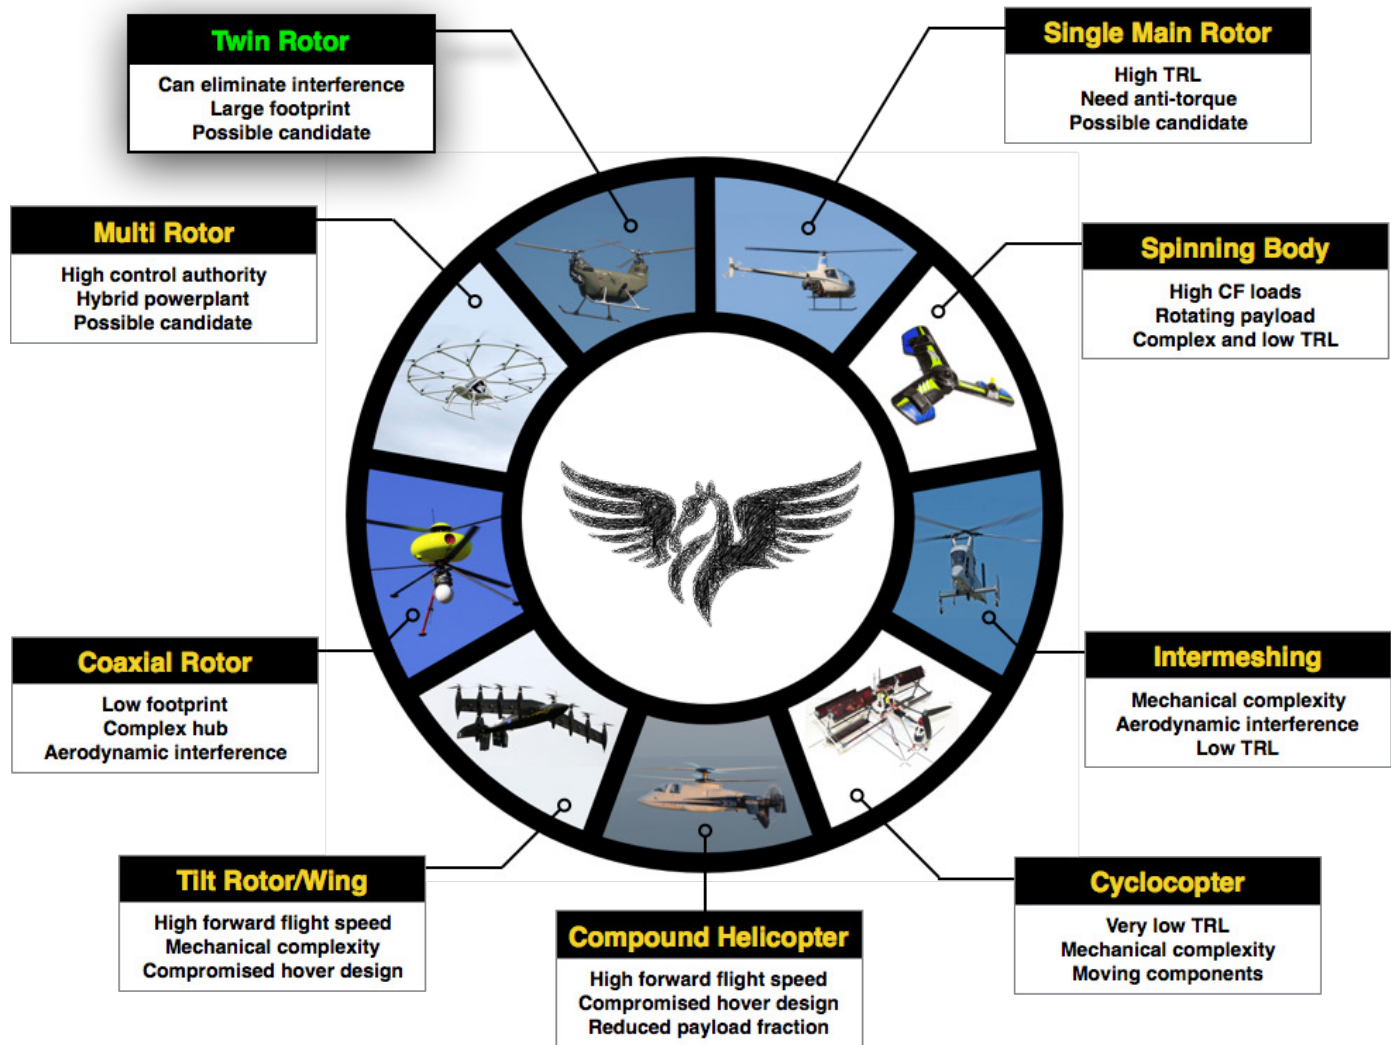 Twin Rotor
Can eliminate interference
Large footprint
Possible candidate
Single Main Rotor
High TRL
Need anti-torque
Possible candidate
Multi Rotor
High control authority
Hybrid powerplant
Possible candidate
Spinning Body
High CF loads
Rotating payload
Complex and low TRL
Coaxial Rotor
Low footprint
Complex hub
Aerodynamic interference
Intermeshing
Mechanical complexity
Aerodynamic interference
Low TRL
Tilt Rotor/Wing
High forward flight speed
Mechanical complexity
Compromised hover design
Compound Helicopter
High forward flight speed
Compromised hover design
Reduced payload fraction
Cyclocopter
Very low TRL
Mechanical complexity
Moving components